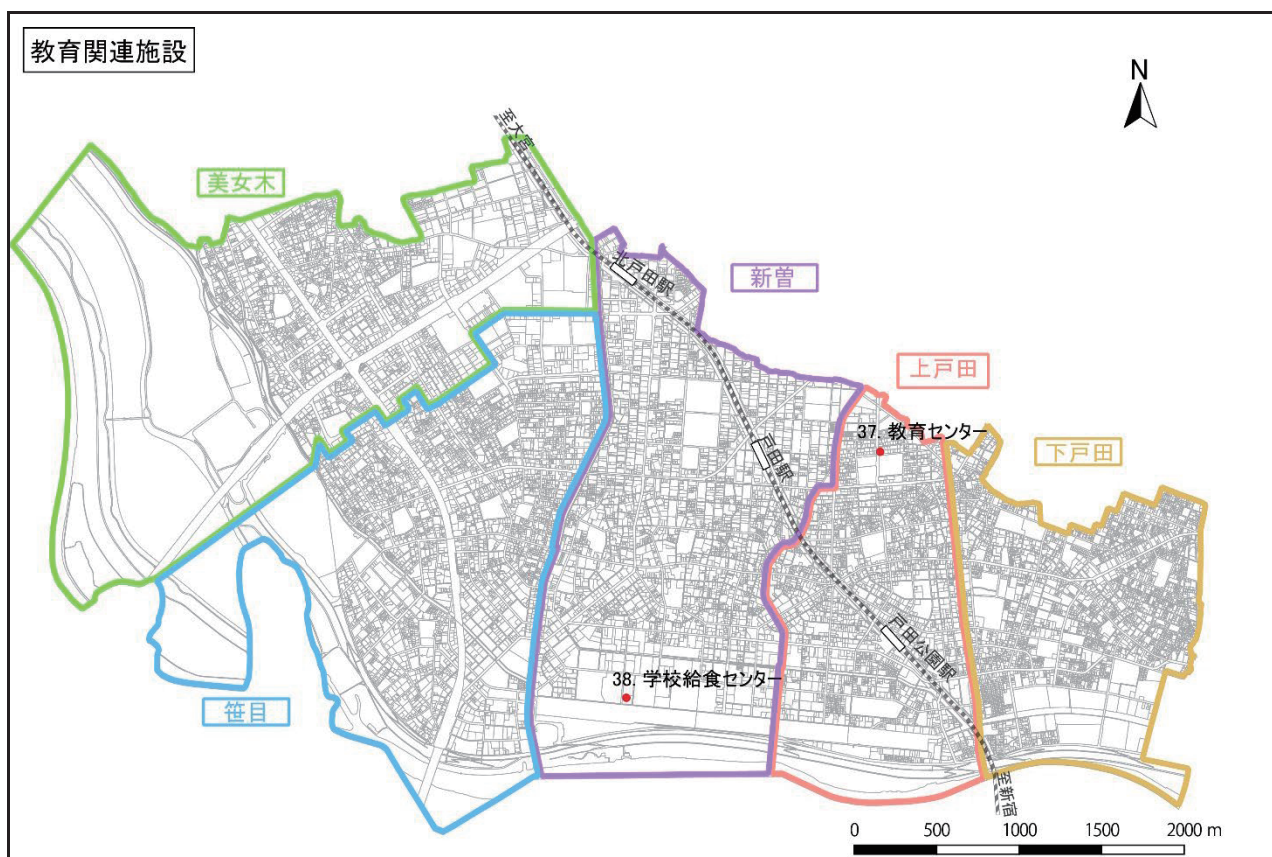 教育関連施設
N
至大宮
美女木
北戸田駅
新曽
上戸田
37. 教育センター
戸田駅
下戸田
戸田公園駅
38. 学校給食センター
笹目
至新宿
0 500 1000 1500 2000 m